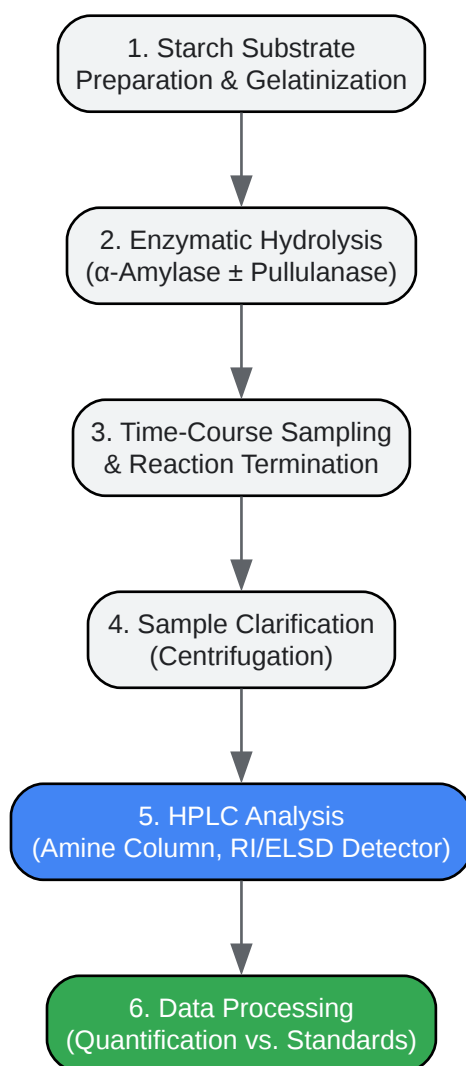 1. Starch Substrate
Preparation & Gelatinization
2. Enzymatic Hydrolysis
(α-Amylase ± Pullulanase)
3. Time-Course Sampling
& Reaction Termination
4. Sample Clarification
(Centrifugation)
5. HPLC Analysis
(Amine Column, RI/ELSD Detector)
6. Data Processing
(Quantification vs. Standards)